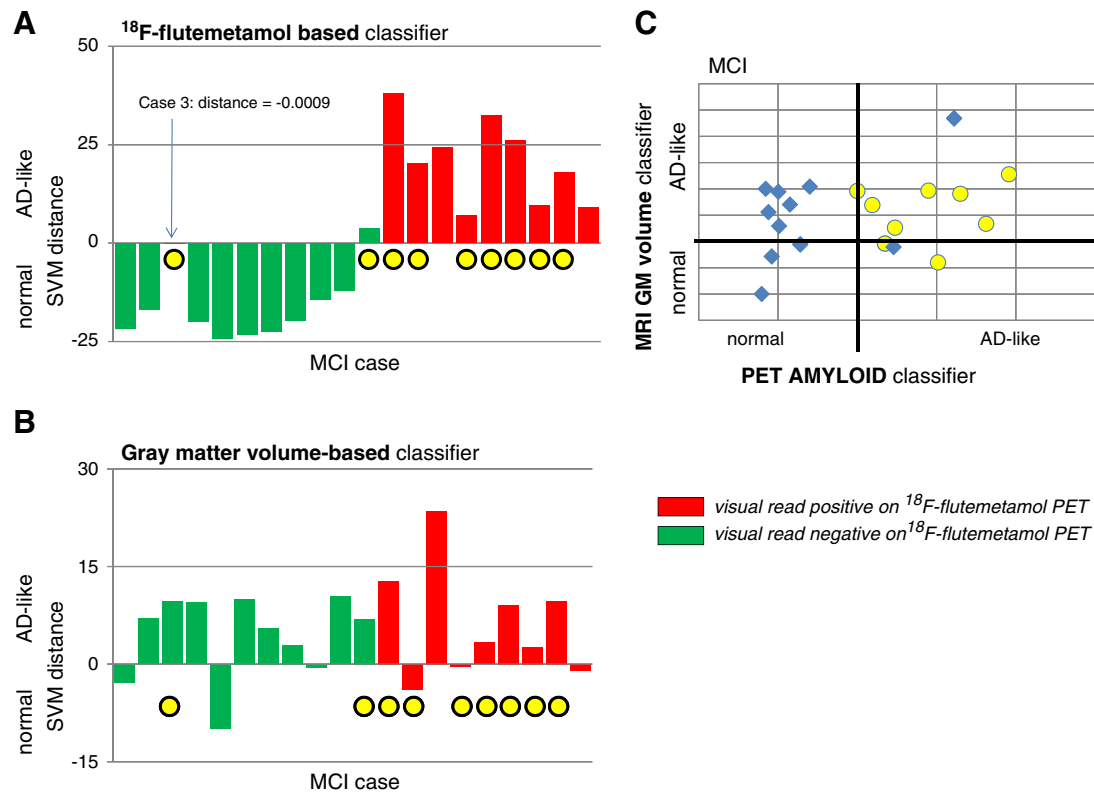 A
18F-flutemetamol based classifier
50
Case 3: distance = -0.0009
25
0
-25
AD-like
normal
SVM distance
MCI case
B
Gray matter volume-based classifier
30
15
0
-15
AD-like
normal
SVM distance
MCI case
C
MCI
MRI GM volume classifier
AD-like
normal
normal
AD-like
PET AMYLOID classifier
visual read positive on 18F-flutemetamol PET
visual read negative on18F-flutemetamol PET